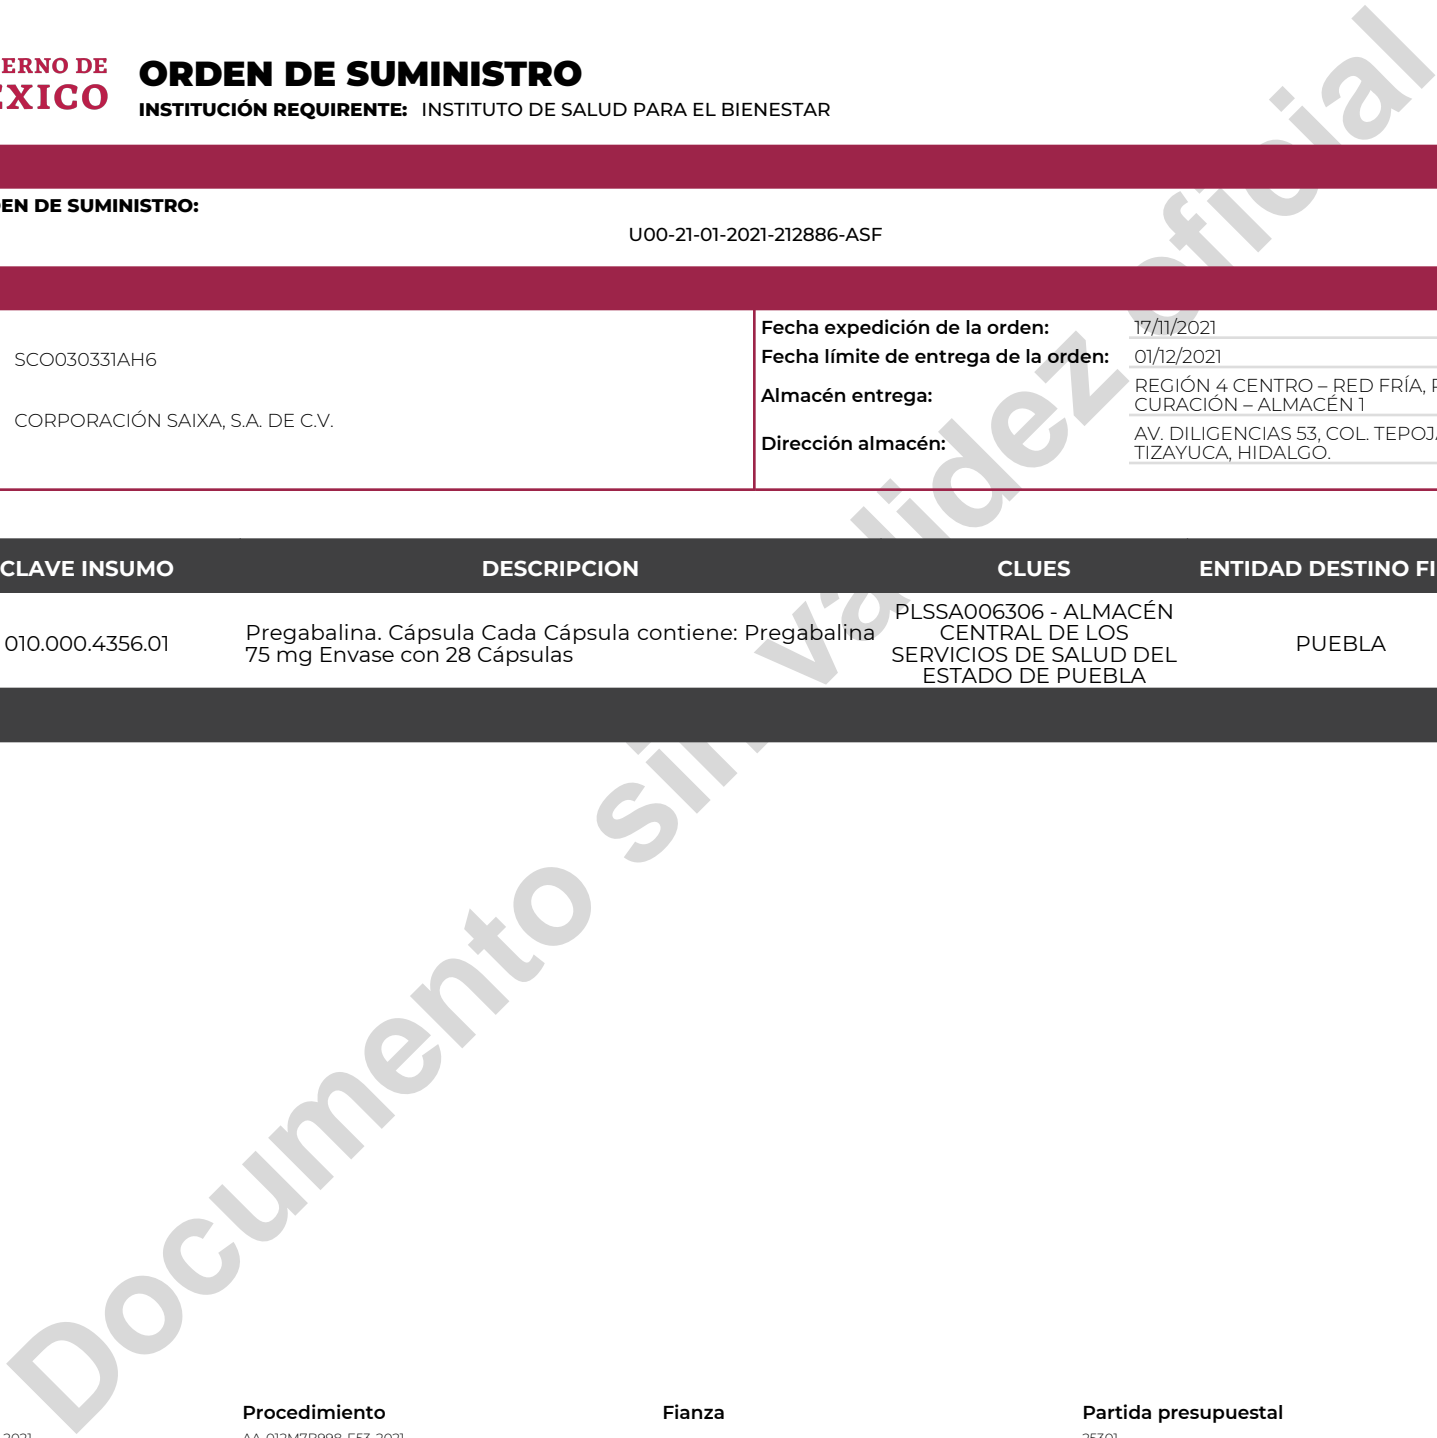 ERNO DE
EXICO
ORDEN DE SUMINISTRO
INSTITUCIÓN REQUIRENTE: INSTITUTO DE SALUD PARA EL BIENESTAR
EN DE SUMINISTRO:
U00-21-01-2021-212886-ASF
SCO030331AH6
CORPORACIÓN SAIXA, S.A. DE C.V.
Fecha expedición de la orden: 17/11/2021
Fecha límite de entrega de la orden: 01/12/2021
Almacén entrega: REGIÓN 4 CENTRO – RED FRÍA,
CURACIÓN – ALMACÉN 1
Dirección almacén: AV. DILIGENCIAS 53, COL. TEPOJA
TIZAYUCA, HIDALGO.
CLAVE INSUMO DESCRIPCION CLUES ENTIDAD DESTINO FI
010.000.4356.01
Pregabalina. Cápsula Cada Cápsula contiene: Pregabalina
75 mg Envase con 28 Cápsulas
PLSSA006306 - ALMACÉN
CENTRAL DE LOS
SERVICIOS DE SALUD DEL
ESTADO DE PUEBLA
PUEBLA
Documento sin validez oficial
Procedimiento Fianza Partida presupuestal